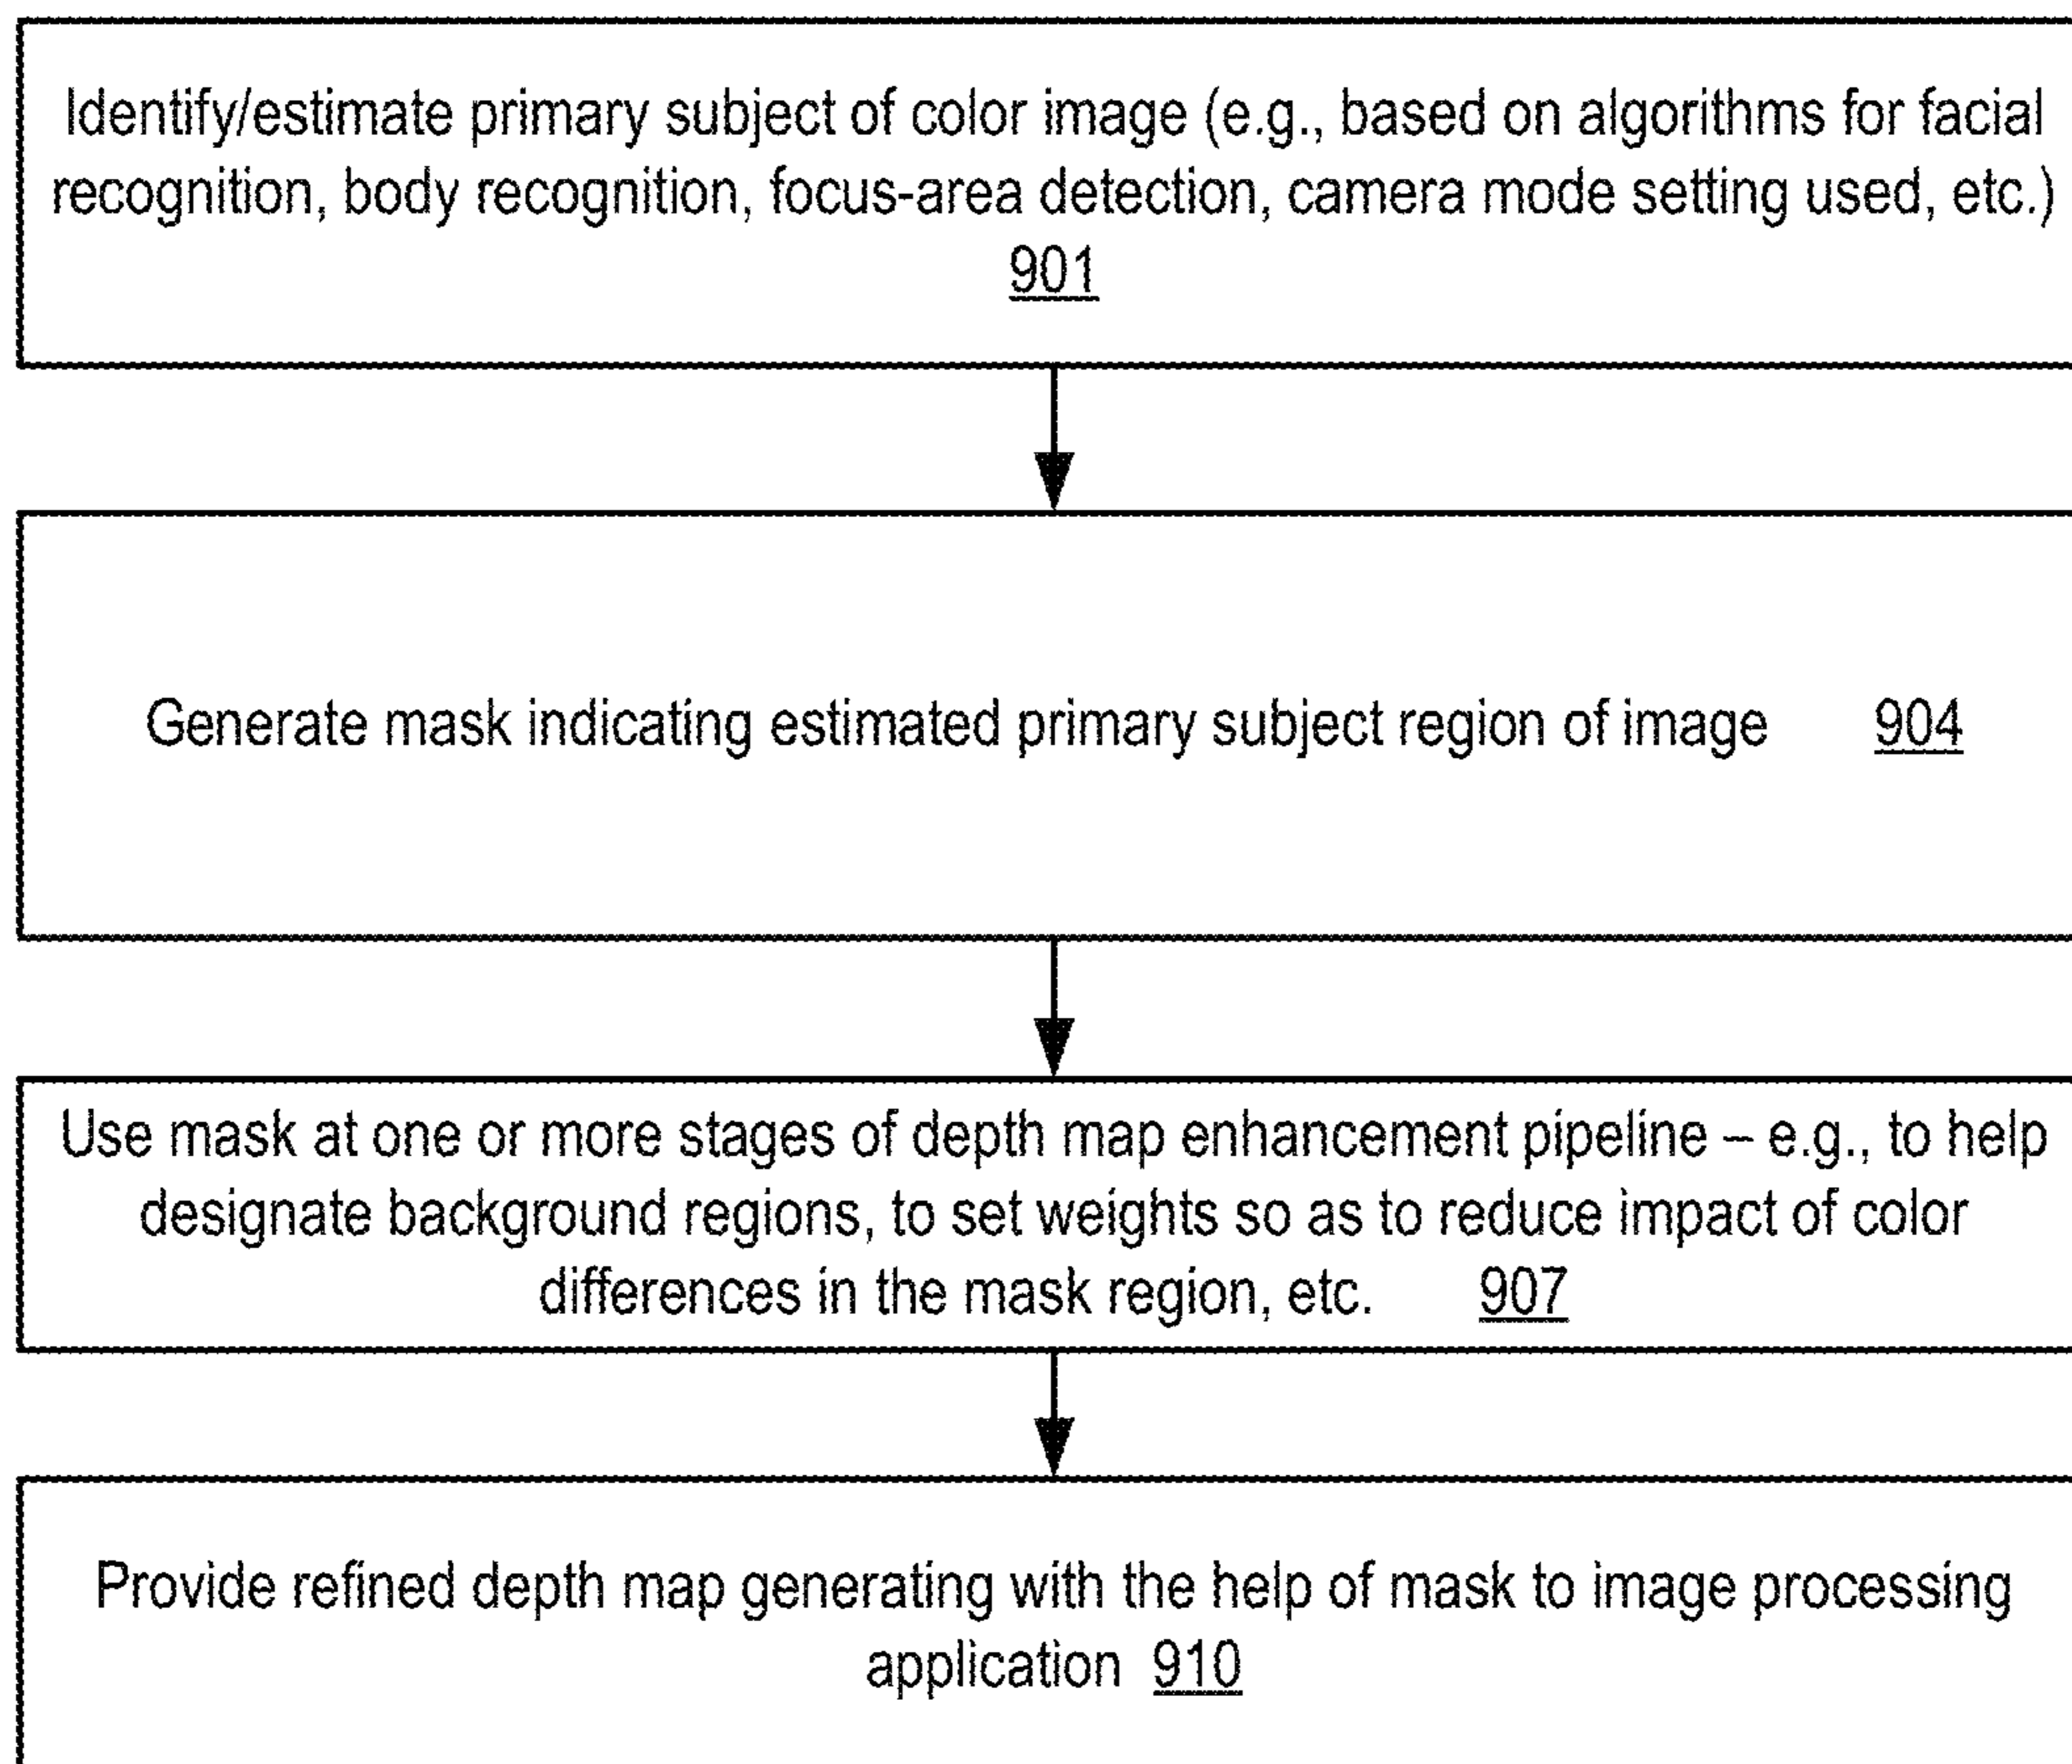 Identify/estimate primary subject of color image (e.g., based on algorithms for facial
recognition, body recognition, focus-area detection, camera mode setting used, etc.)
901
Generate mask indicating estimated primary subject region of image 904
Use mask at one or more stages of depth map enhancement pipeline – e.g., to help
designate background regions, to set weights so as to reduce impact of color
differences in the mask region, etc. 907
Provide refined depth map generating with the help of mask to image processing
application 910